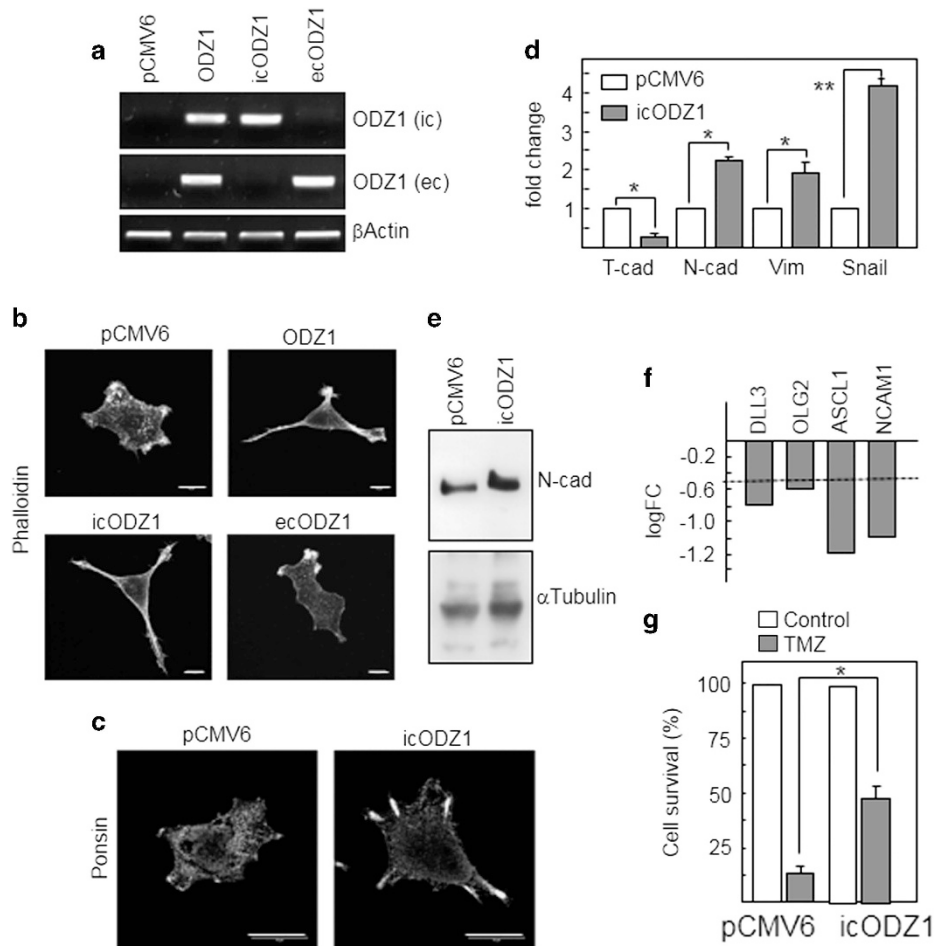 a
pCMV6
ODZ1
icODZ1
ecODZ1
ODZ1 (ic)
ODZ1 (ec)
βActin
b
pCMV6
ODZ1
icODZ1
ecODZ1
Phalloidin
c
pCMV6
icODZ1
Ponsin
d
pCMV6
icODZ1
fold change
4
3
2
1
*
*
*
**
T-cad
N-cad
Vim
Snail
e
pCMV6
icODZ1
N-cad
αTubulin
f
DLL3
OLG2
ASCL1
NCAM1
logFC
-0.2
-0.6
-1.0
-1.2
g
Control
TMZ
*
Cell survival (%)
100
75
50
25
pCMV6
icODZ1